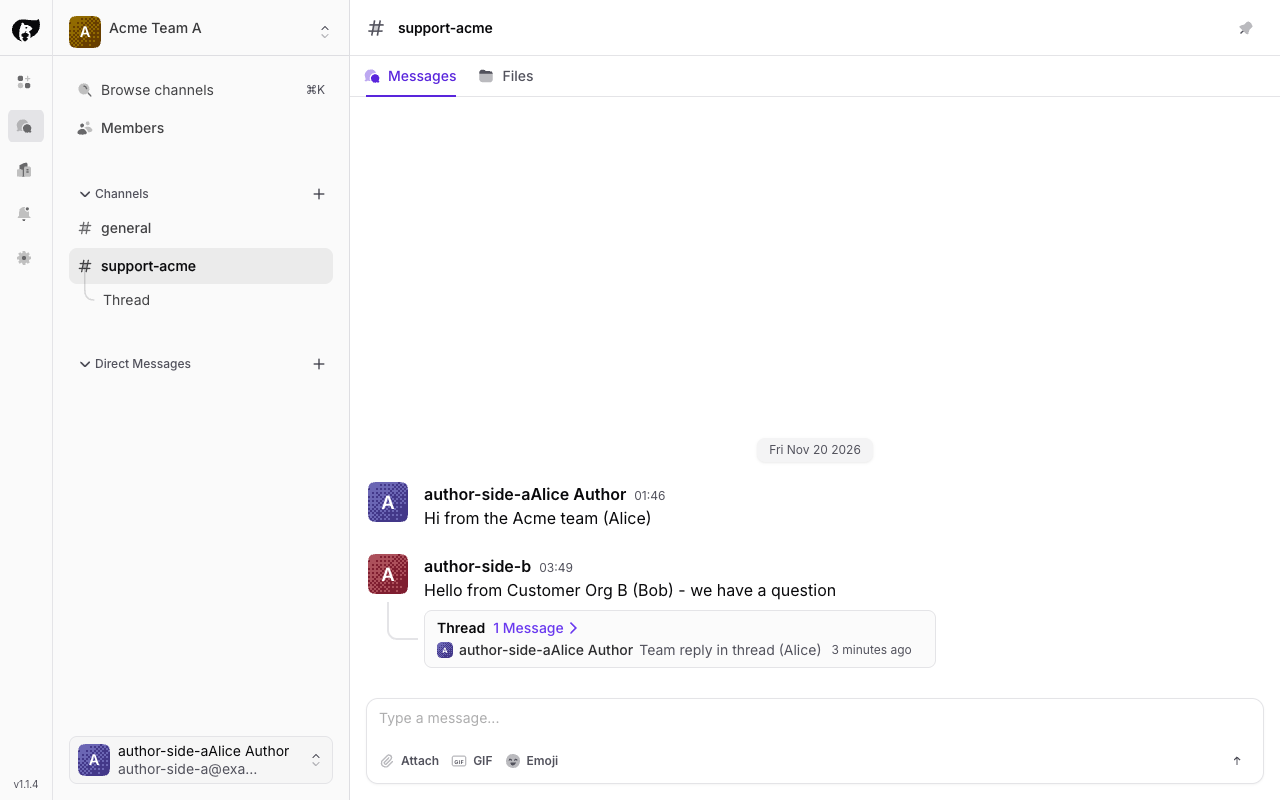 A
Acme Team A
# support-acme
Messages
Files
Browse channels
⌘K
Members
Channels
# general
# support-acme
Thread
Direct Messages
Fri Nov 20 2026
A
author-side-aAlice Author 01:46
Hi from the Acme team (Alice)
A
author-side-b 03:49
Hello from Customer Org B (Bob) - we have a question
Thread 1 Message
A author-side-aAlice Author Team reply in thread (Alice) 3 minutes ago
Type a message...
Attach
GIF GIF
Emoji
A
author-side-aAlice Author
author-side-a@exa...
v1.1.4